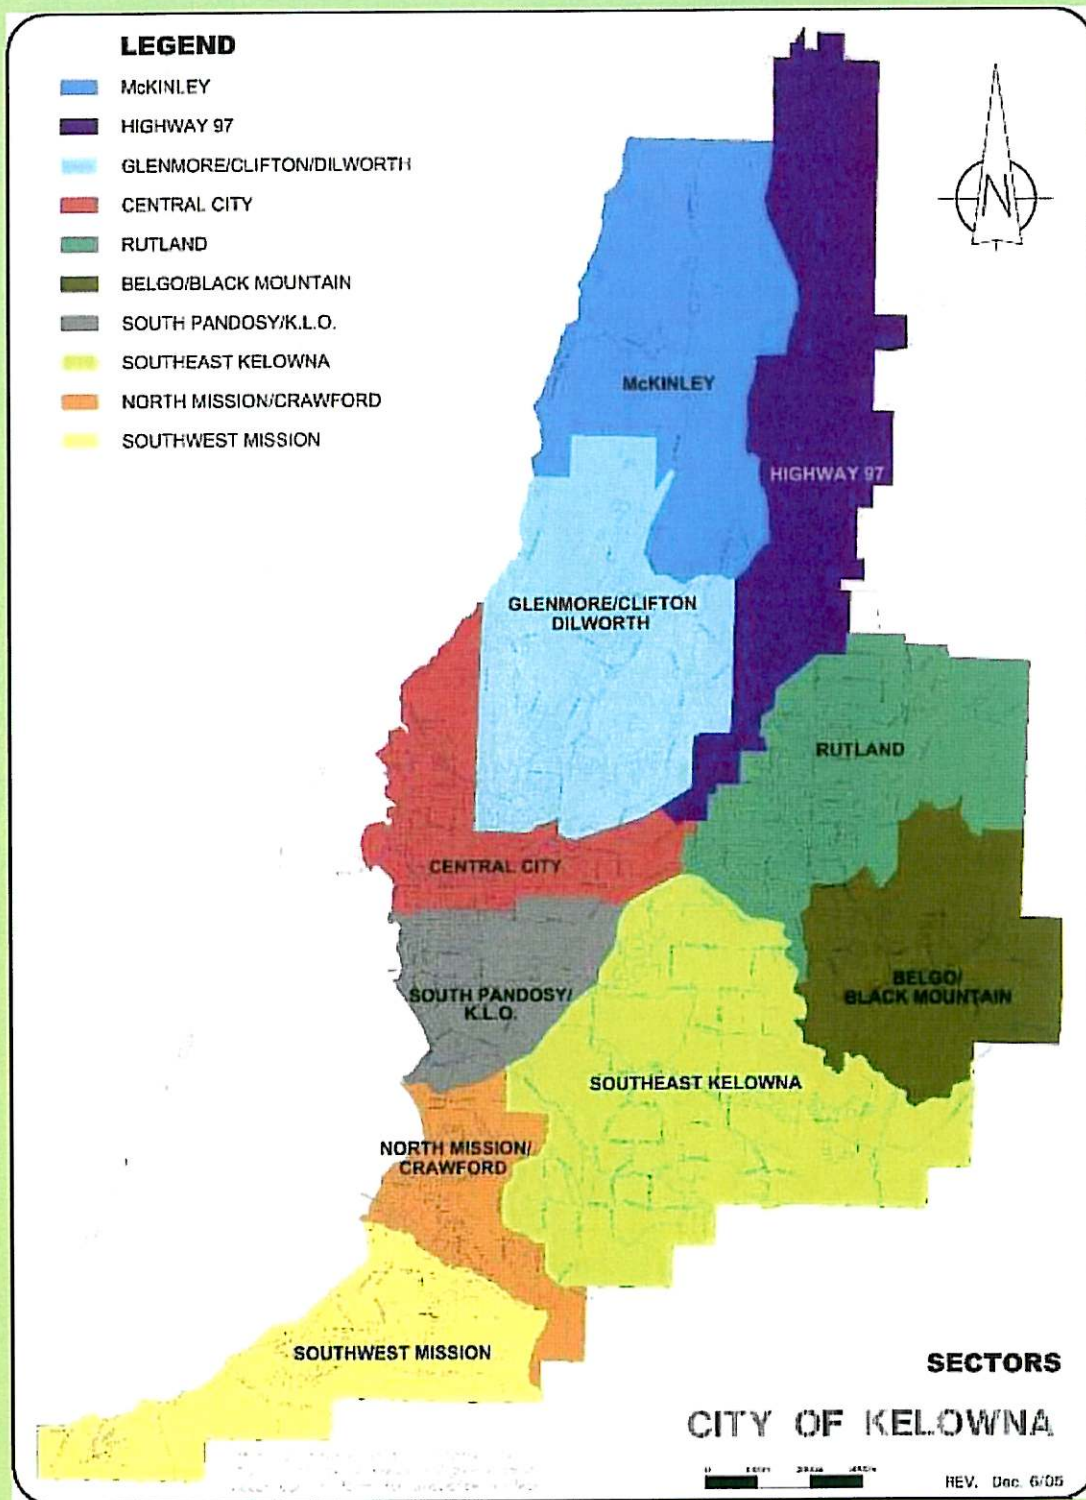 LEGEND
McKINLEY
HIGHWAY 97
GLENMORE/CLIFTON/DILWORTH
CENTRAL CITY
RUTLAND
BELGO/BLACK MOUNTAIN
SOUTH PANDOSY/K.L.O.
SOUTHEAST KELOWNA
NORTH MISSION/CRAWFORD
SOUTHWEST MISSION
N
McKINLEY
HIGHWAY 97
GLENMORE/CLIFTON
DILWORTH
RUTLAND
CENTRAL CITY
BELGO/
BLACK MOUNTAIN
SOUTH PANDOSY/
K.L.O.
SOUTHEAST KELOWNA
NORTH MISSION/
CRAWFORD
SOUTHWEST MISSION
SECTORS
CITY OF KELOWNA
0
REV. Dec. 6/05